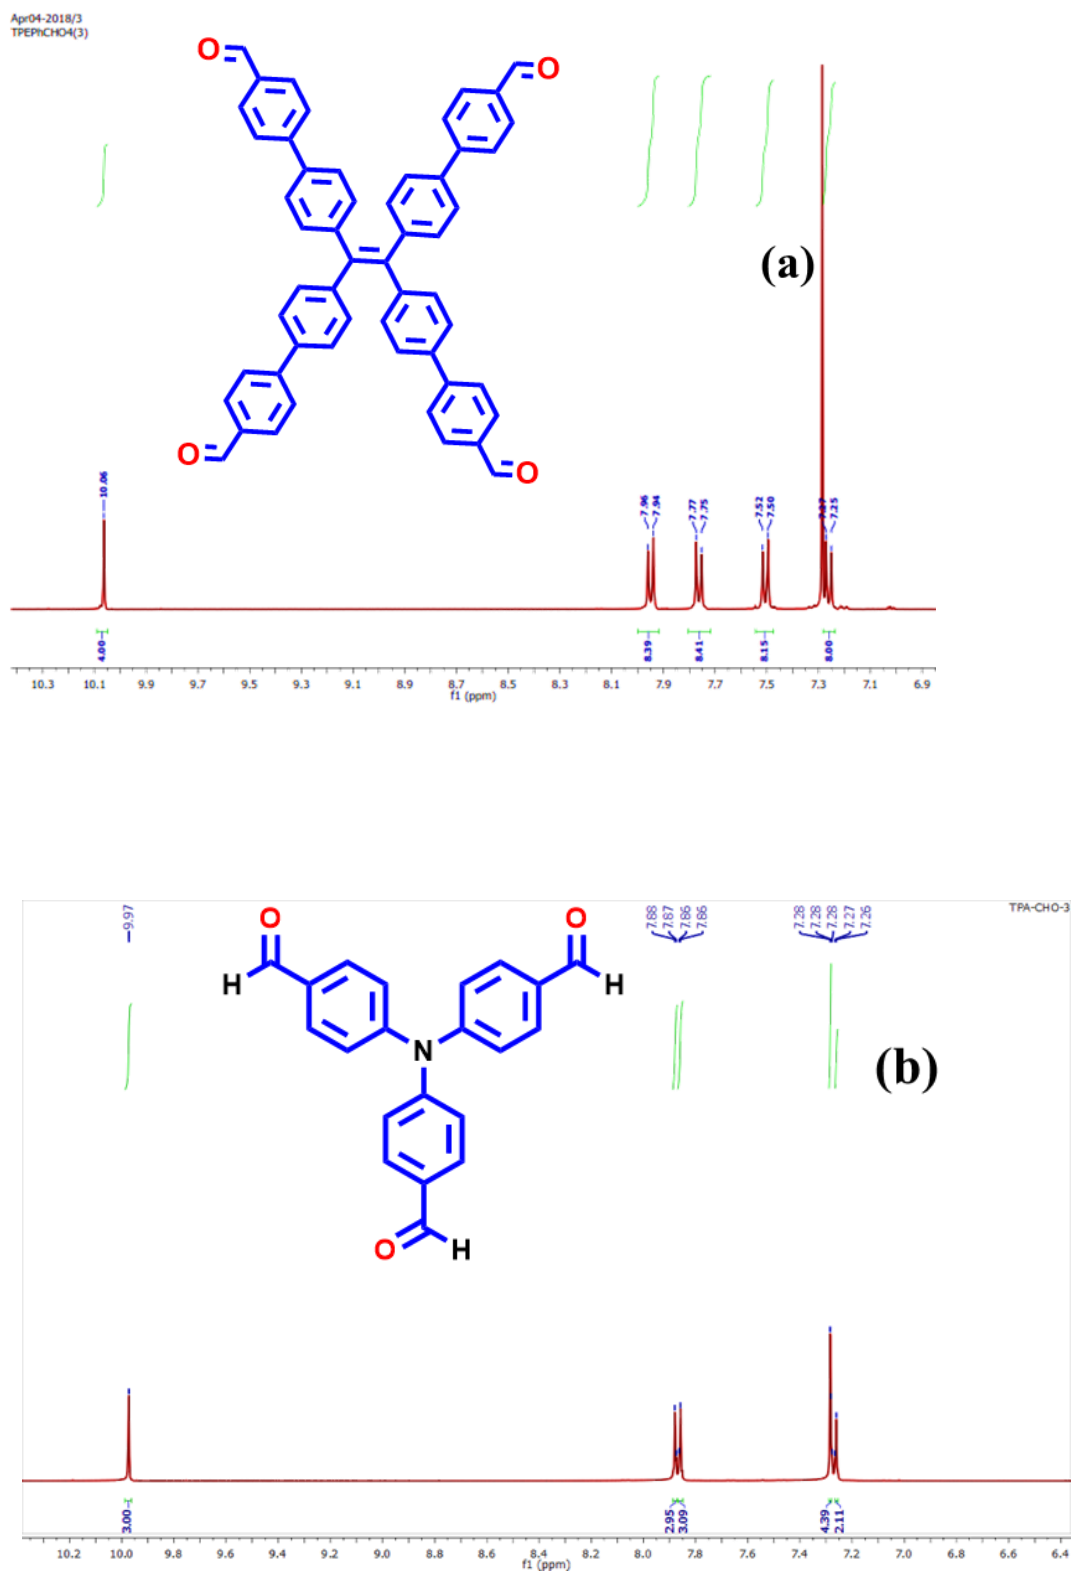 Apr04-2018/3
TPEPhCHO4(3)
O
O
O
O
(a)
10.06
7.96
7.94
7.77
7.75
7.52
7.50
7.27
7.25
4.00
8.39
8.41
8.15
8.00
10.3 10.1 9.9 9.7 9.5 9.3 9.1 8.9 8.7 8.5 8.3 8.1 7.9 7.7 7.5 7.3 7.1 6.9
f1 (ppm)
TPA-CHO-3
9.97
7.88
7.87
7.86
7.86
7.28
7.28
7.28
7.27
7.26
O
O
H
H
N
O
H
(b)
3.00
2.95
3.09
4.39
2.11
10.2 10.0 9.8 9.6 9.4 9.2 9.0 8.8 8.6 8.4 8.2 8.0 7.8 7.6 7.4 7.2 7.0 6.8 6.6 6.4
f1 (ppm)